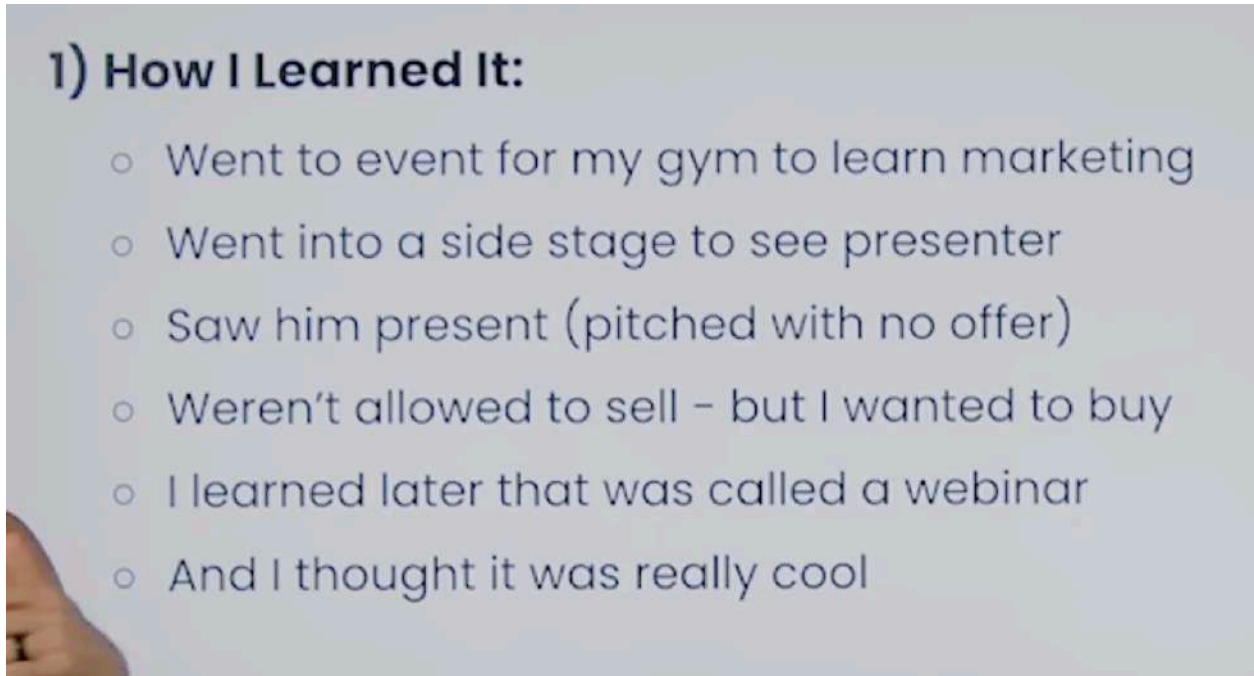 1) How I Learned It:
○ Went to event for my gym to learn marketing
○ Went into a side stage to see presenter
○ Saw him present (pitched with no offer)
○ Weren't allowed to sell - but I wanted to buy
○ I learned later that was called a webinar
○ And I thought it was really cool